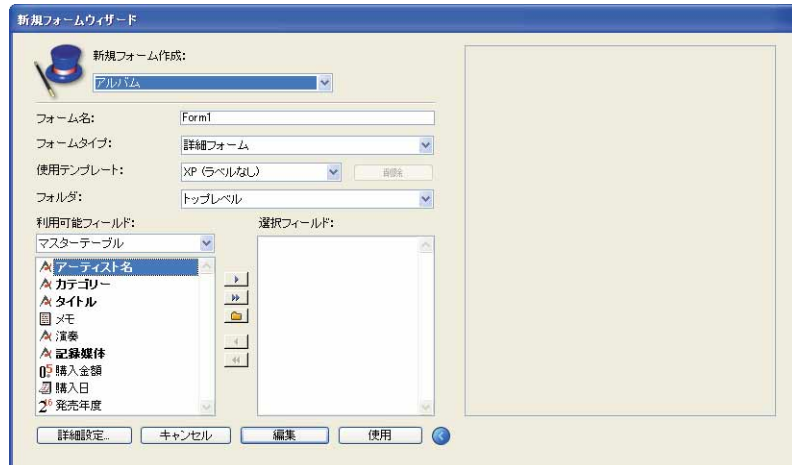 新規フォームウィザード
新規フォーム作成:
アルバム
フォーム名:
Form1
フォームタイプ:
詳細フォーム
使用テンプレート:
XP (ラベルなし)
削除
フォルダ:
トップレベル
利用可能フィールド:
選択フィールド:
マスターテーブル
アーティスト名
カテゴリー
タイトル
メモ
演奏
記録媒体
購入金額
購入日
発売年度
詳細設定...
キャンセル
編集
使用